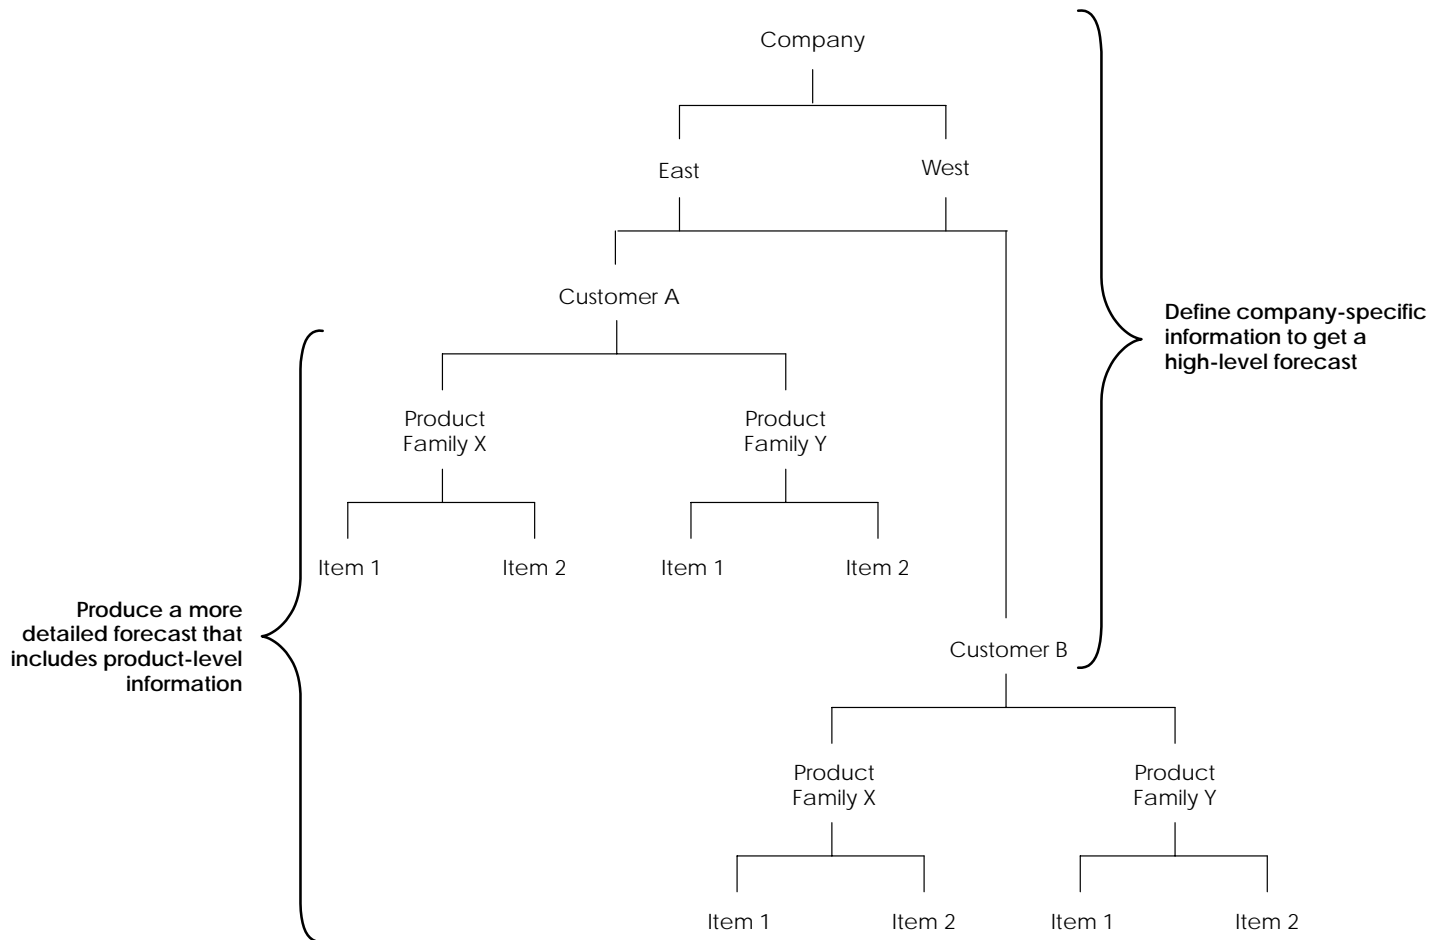 Company
East
West
Customer A
Define company-specific
information to get a
high-level forecast
Product
Family X
Product
Family Y
Item 1
Item 2
Item 1
Item 2
Produce a more
detailed forecast that
includes product-level
information
Customer B
Product
Family X
Product
Family Y
Item 1
Item 2
Item 1
Item 2